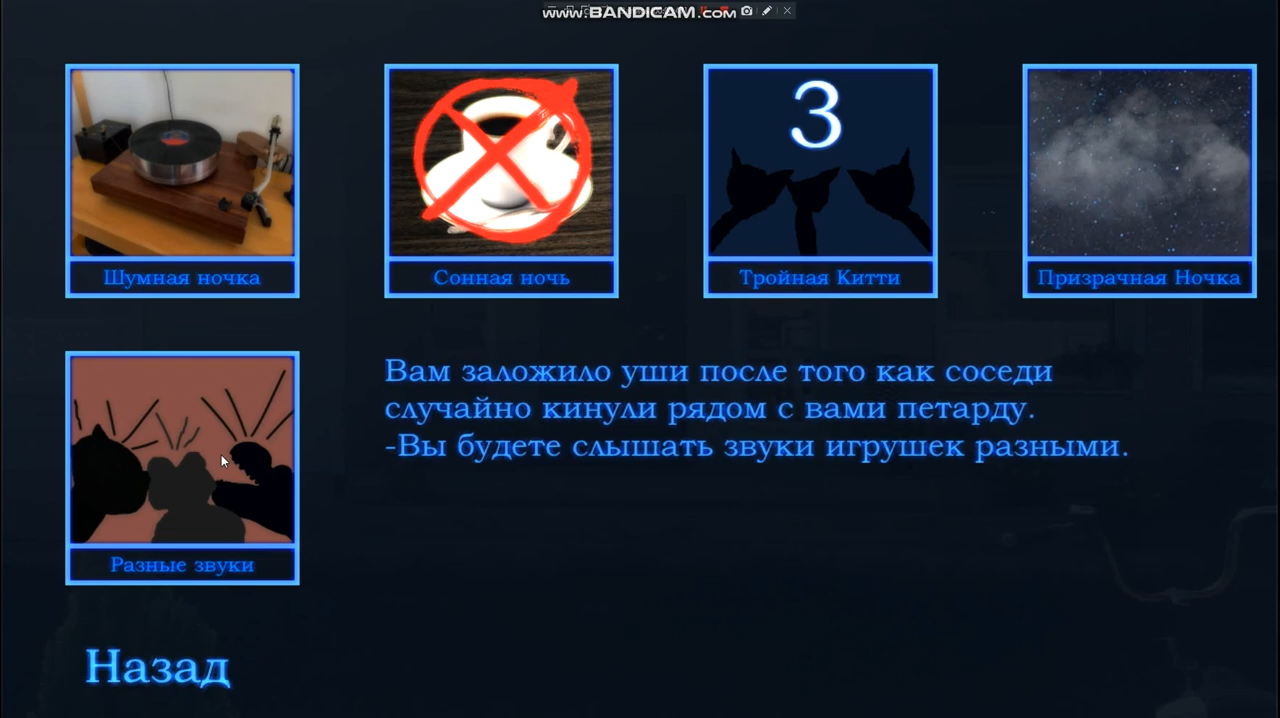 www.BANDICAM.com
Шумная ночка
Сонная ночь
3
Тройная Китти
Призрачная Ночка
Разные звуки
Вам заложило уши после того как соседи
случайно кинули рядом с вами петарду.
-Вы будете слышать звуки игрушек разными.
Назад